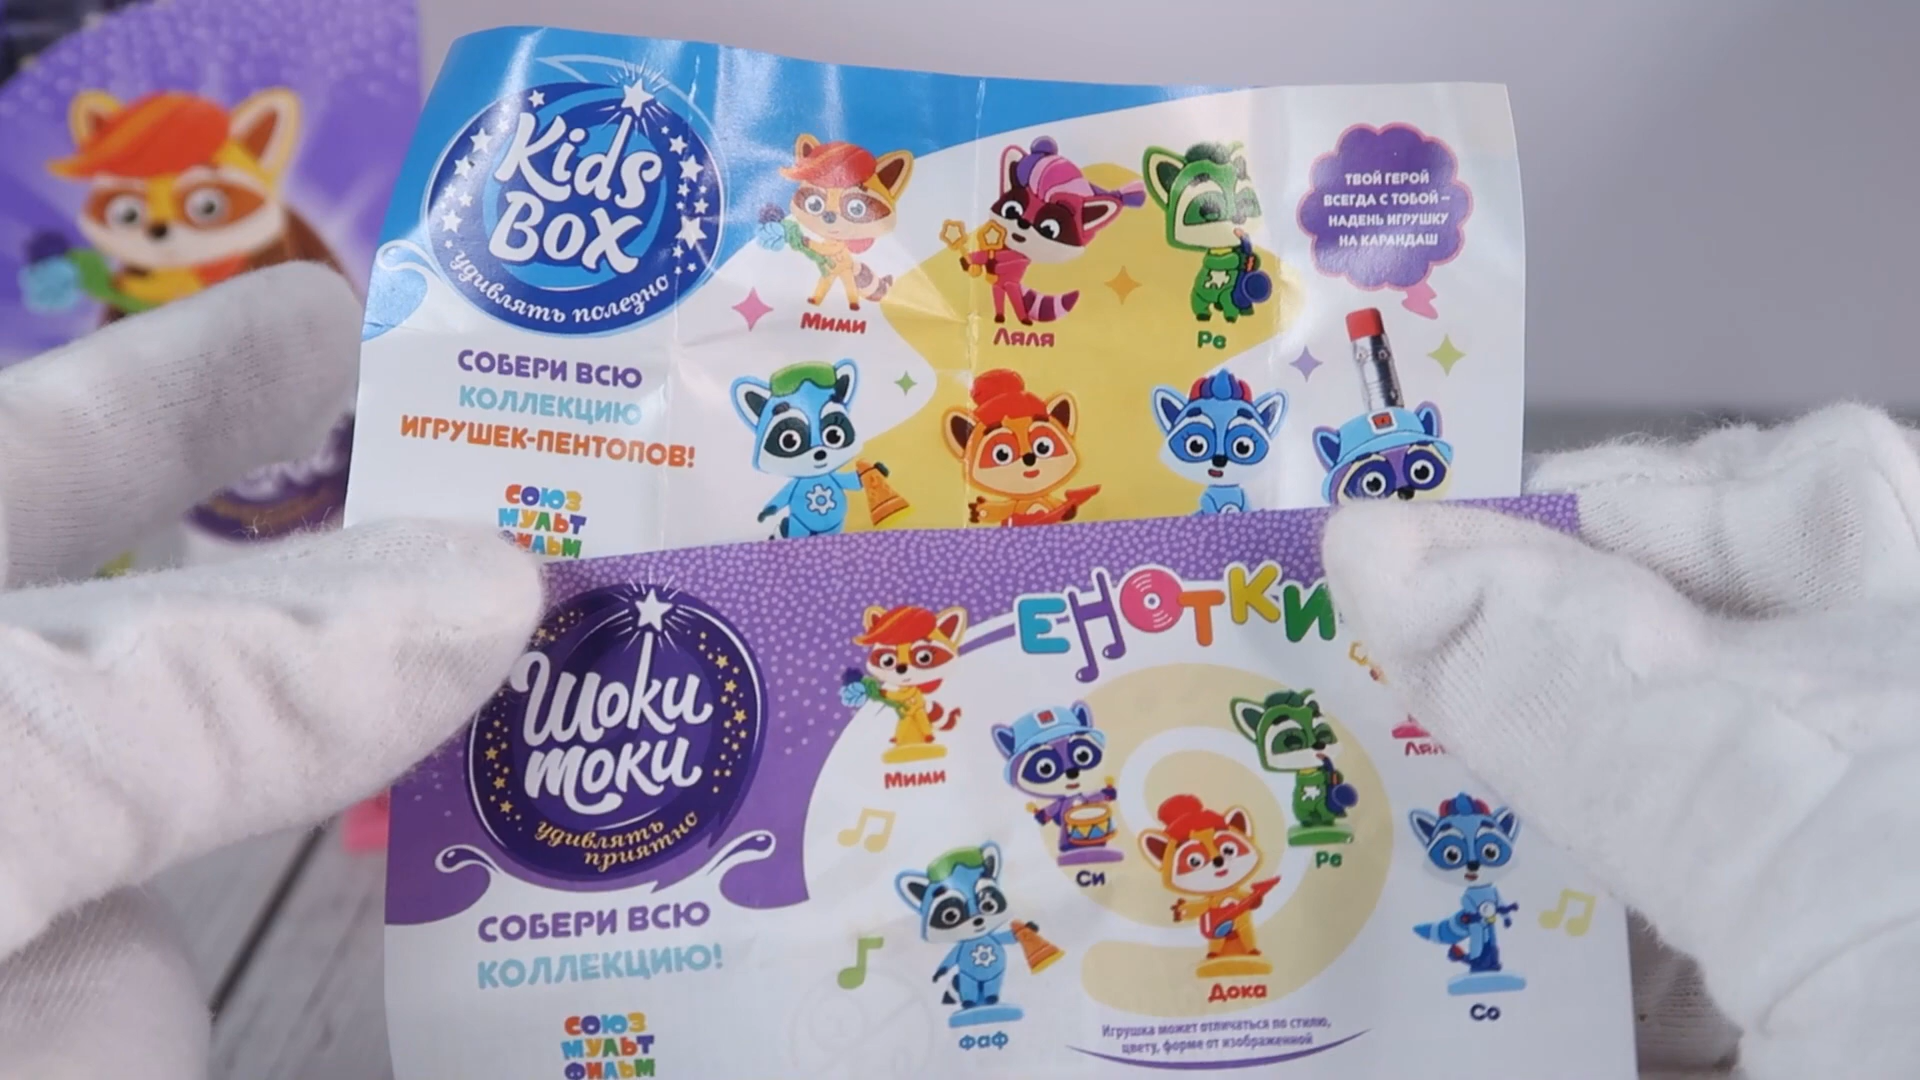 Kids
Box
удивлять полезно
СОБЕРИ ВСЮ
КОЛЛЕКЦИЮ
ИГРУШЕК-ПЕНТОПОВ!
СОЮЗ
МУЛЬТ
ФИЛЬМ
Мими
Ляля
Ре
ТВОЙ ГЕРОЙ
ВСЕГДА С ТОБОЙ –
НАДЕНЬ ИГРУШКУ
НА КАРАНДАШ
Шоки
токи
удивлять
приятно
СОБЕРИ ВСЮ
КОЛЛЕКЦИЮ!
СОЮЗ
МУЛЬТ
ФИЛЬМ
ЕНОТКИ
Мими
Си
Ре
Фаф
Дока
Со
Игрушка может отличаться по стилю,
цвету, форме от изображенной